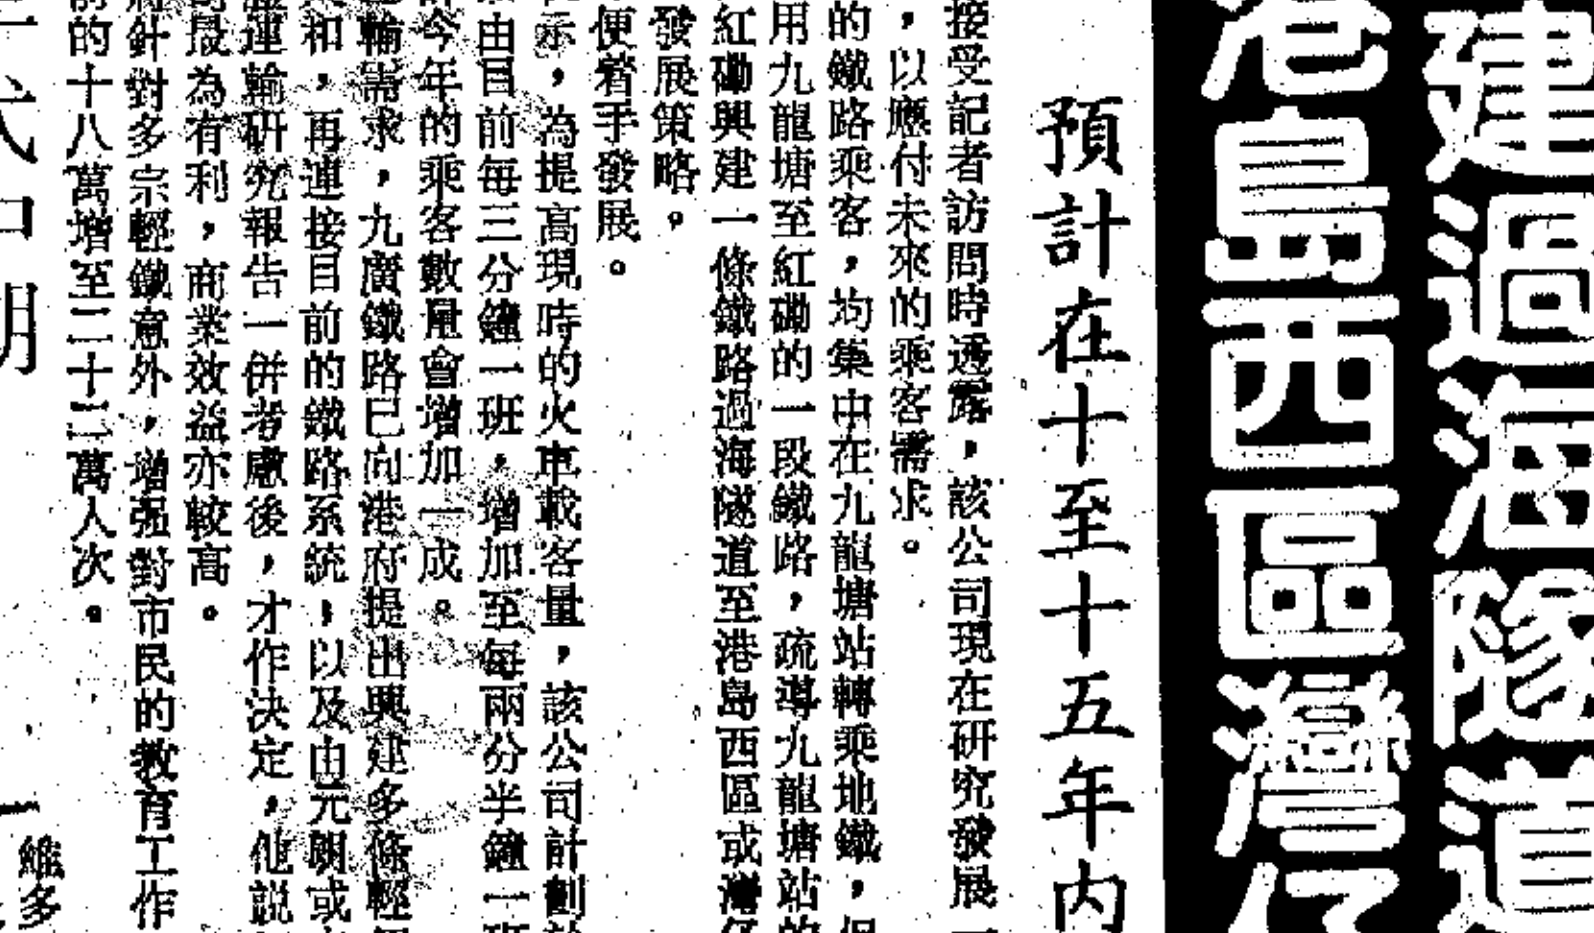 建過海隧道
港島西區灣仔
預計在十至十五年内
接受記者訪問時透露，該公司現在研究發展一
，以應付未來的乘客需求。
的鐵路乘客，均集中在九龍塘站轉乘地鐵，但
用九龍塘至紅磡的一段鐵路，疏導九龍塘站的
紅磡興建一條鐵路過海隧道至港島西區或灣仔
發展策略。
便着手發展。
示，為提高現時的火車載客量，該公司計劃於
由目前每三分鐘一班，增加至每兩分半鐘一班
今年的乘客數量會增加一成。
輸需求，九廣鐵路已向港府提出興建多條輕
和，再連接目前的鐵路系統，以及由元朗或
運輸研究報告一併考慮後，才作決定，他説
最為有利，商業效益亦較高。
針對多宗輕鐵意外，增强對市民的教育工作
的十八萬增至二十三萬人次。
維多